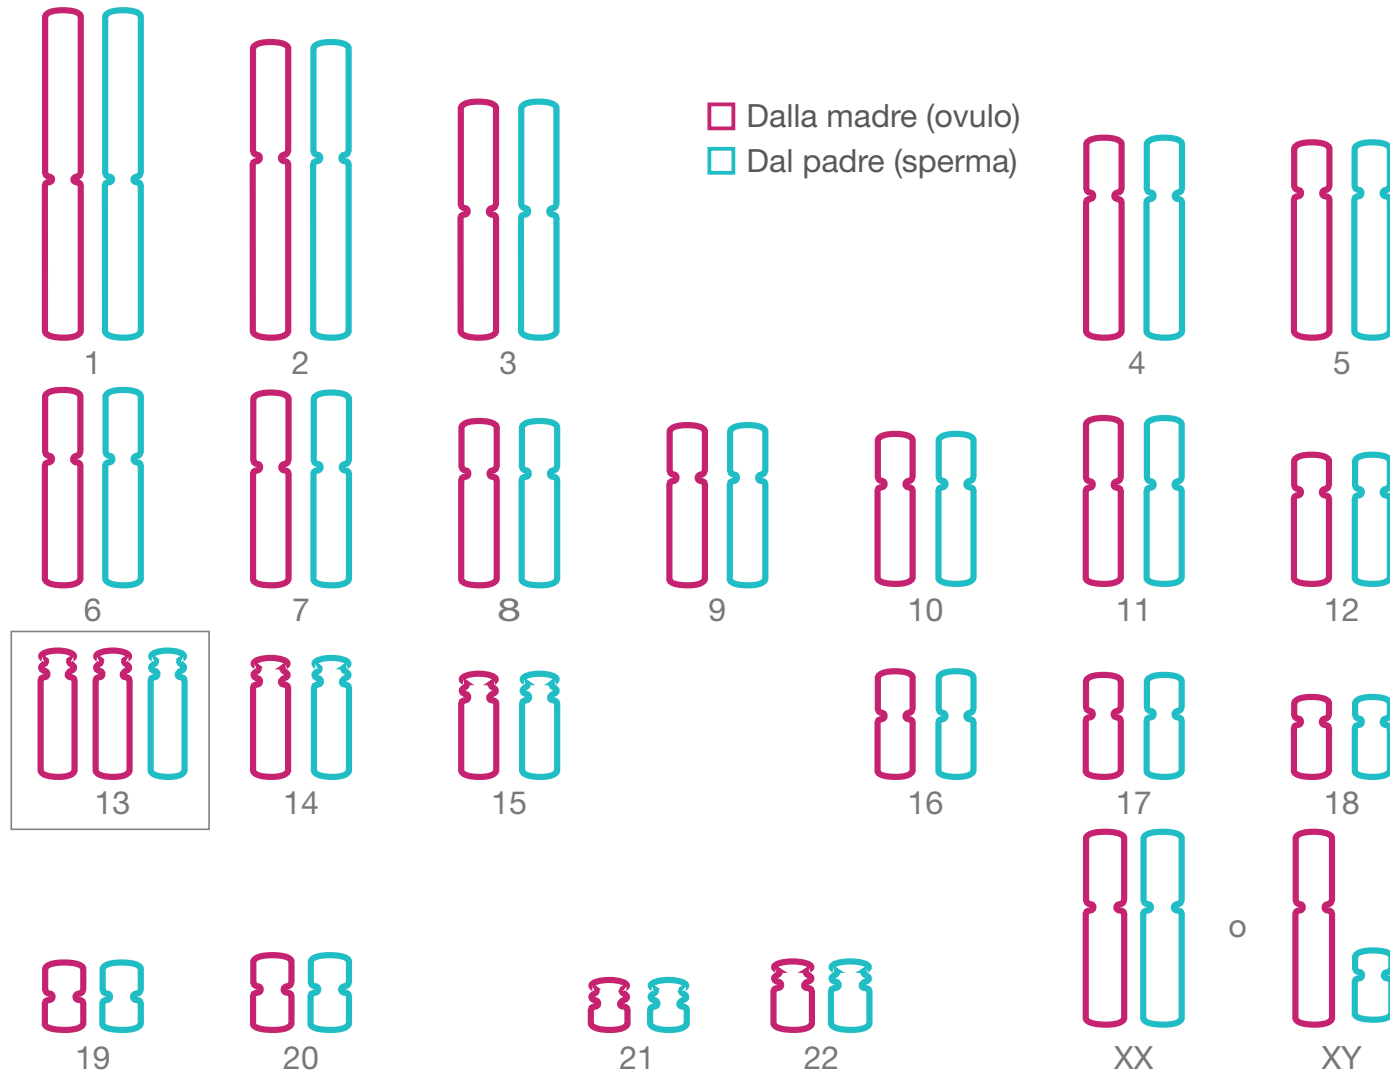 Dalla madre (ovulo)
Dal padre (sperma)
1 2 3 4 5
6 7 8 9 10 11 12
13 14 15 16 17 18
o
19 20 21 22 XX XY